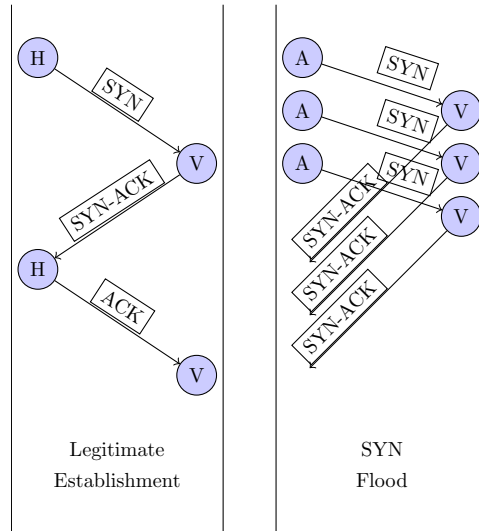 H
SYN
V
SYN-ACK
H
ACK
V
Legitimate
Establishment
A
SYN
V
A
SYN
V
A
SYN
V
SYN-ACK
SYN-ACK
SYN-ACK
SYN
Flood